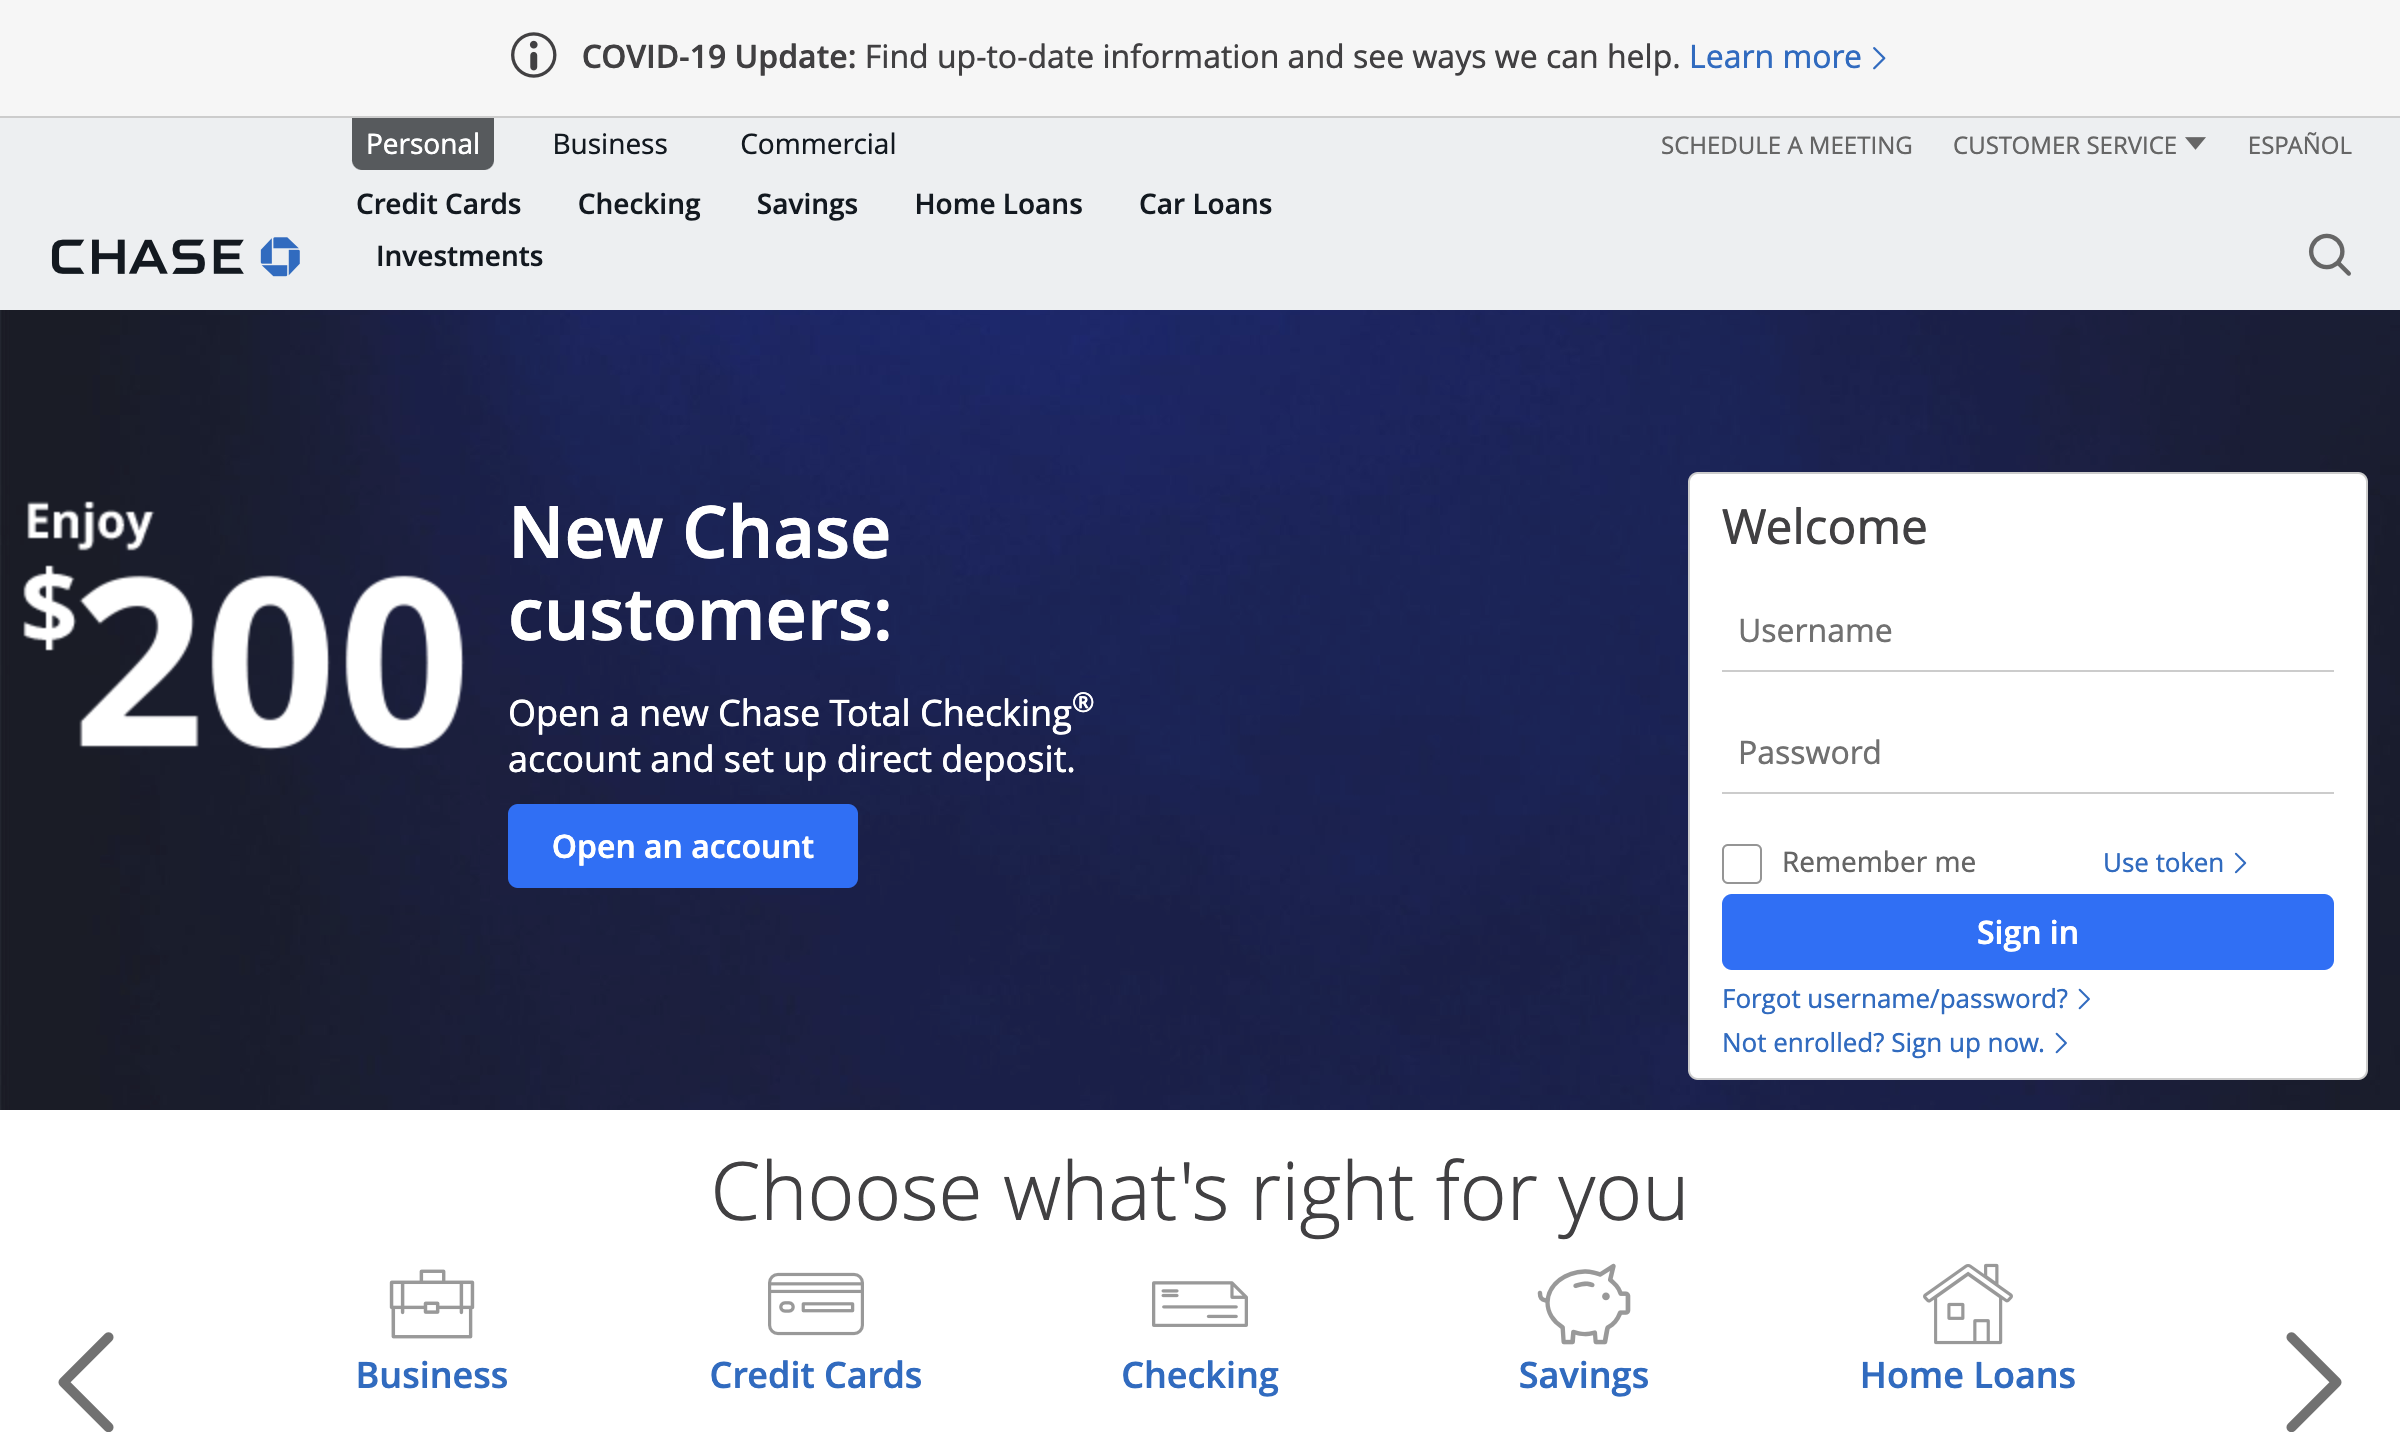 COVID-19 Update: Find up-to-date information and see ways we can help. Learn more
Personal Business Commercial
SCHEDULE A MEETING CUSTOMER SERVICE ESPAÑOL
Credit Cards Checking Savings Home Loans Car Loans
CHASE Investments
Enjoy
$200
New Chase
customers:
Open a new Chase Total Checking®
account and set up direct deposit.
Open an account
Welcome
Username
Password
Remember me Use token
Sign in
Forgot username/password?
Not enrolled? Sign up now.
Choose what's right for you
Business Credit Cards Checking Savings Home Loans